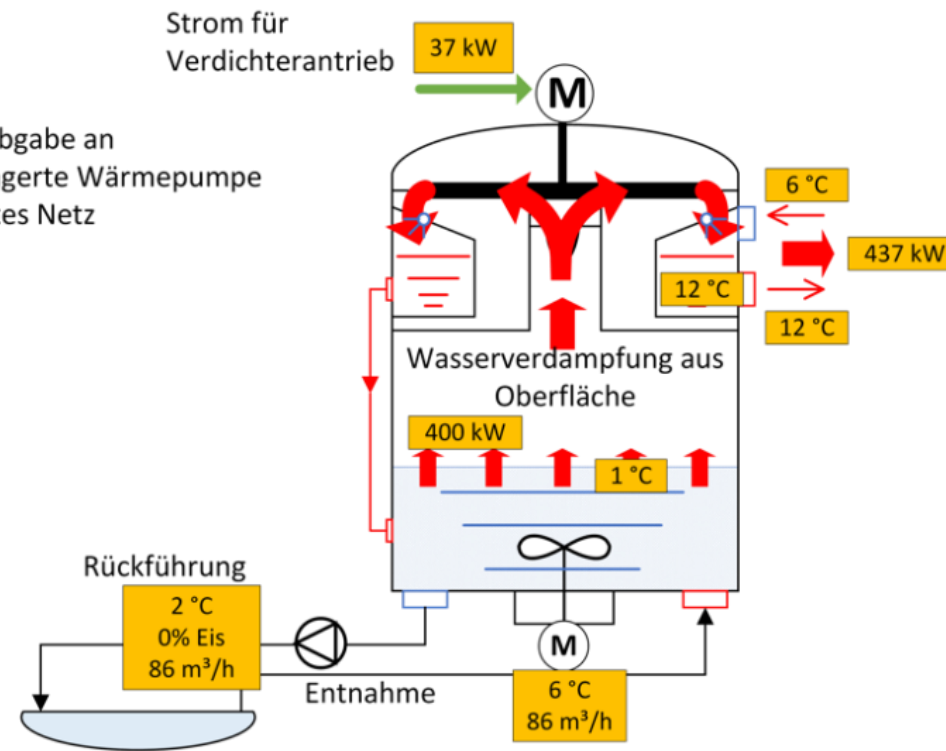 Strom für
Verdichterantrieb
37 kW
M
bgabe an
gerte Wärmepumpe
tes Netz
6 °C
437 kW
12 °C
12 °C
Wasserverdampfung aus
Oberfläche
400 kW
1 °C
Rückführung
2 °C
0% Eis
86 m³/h
M
Entnahme
6 °C
86 m³/h